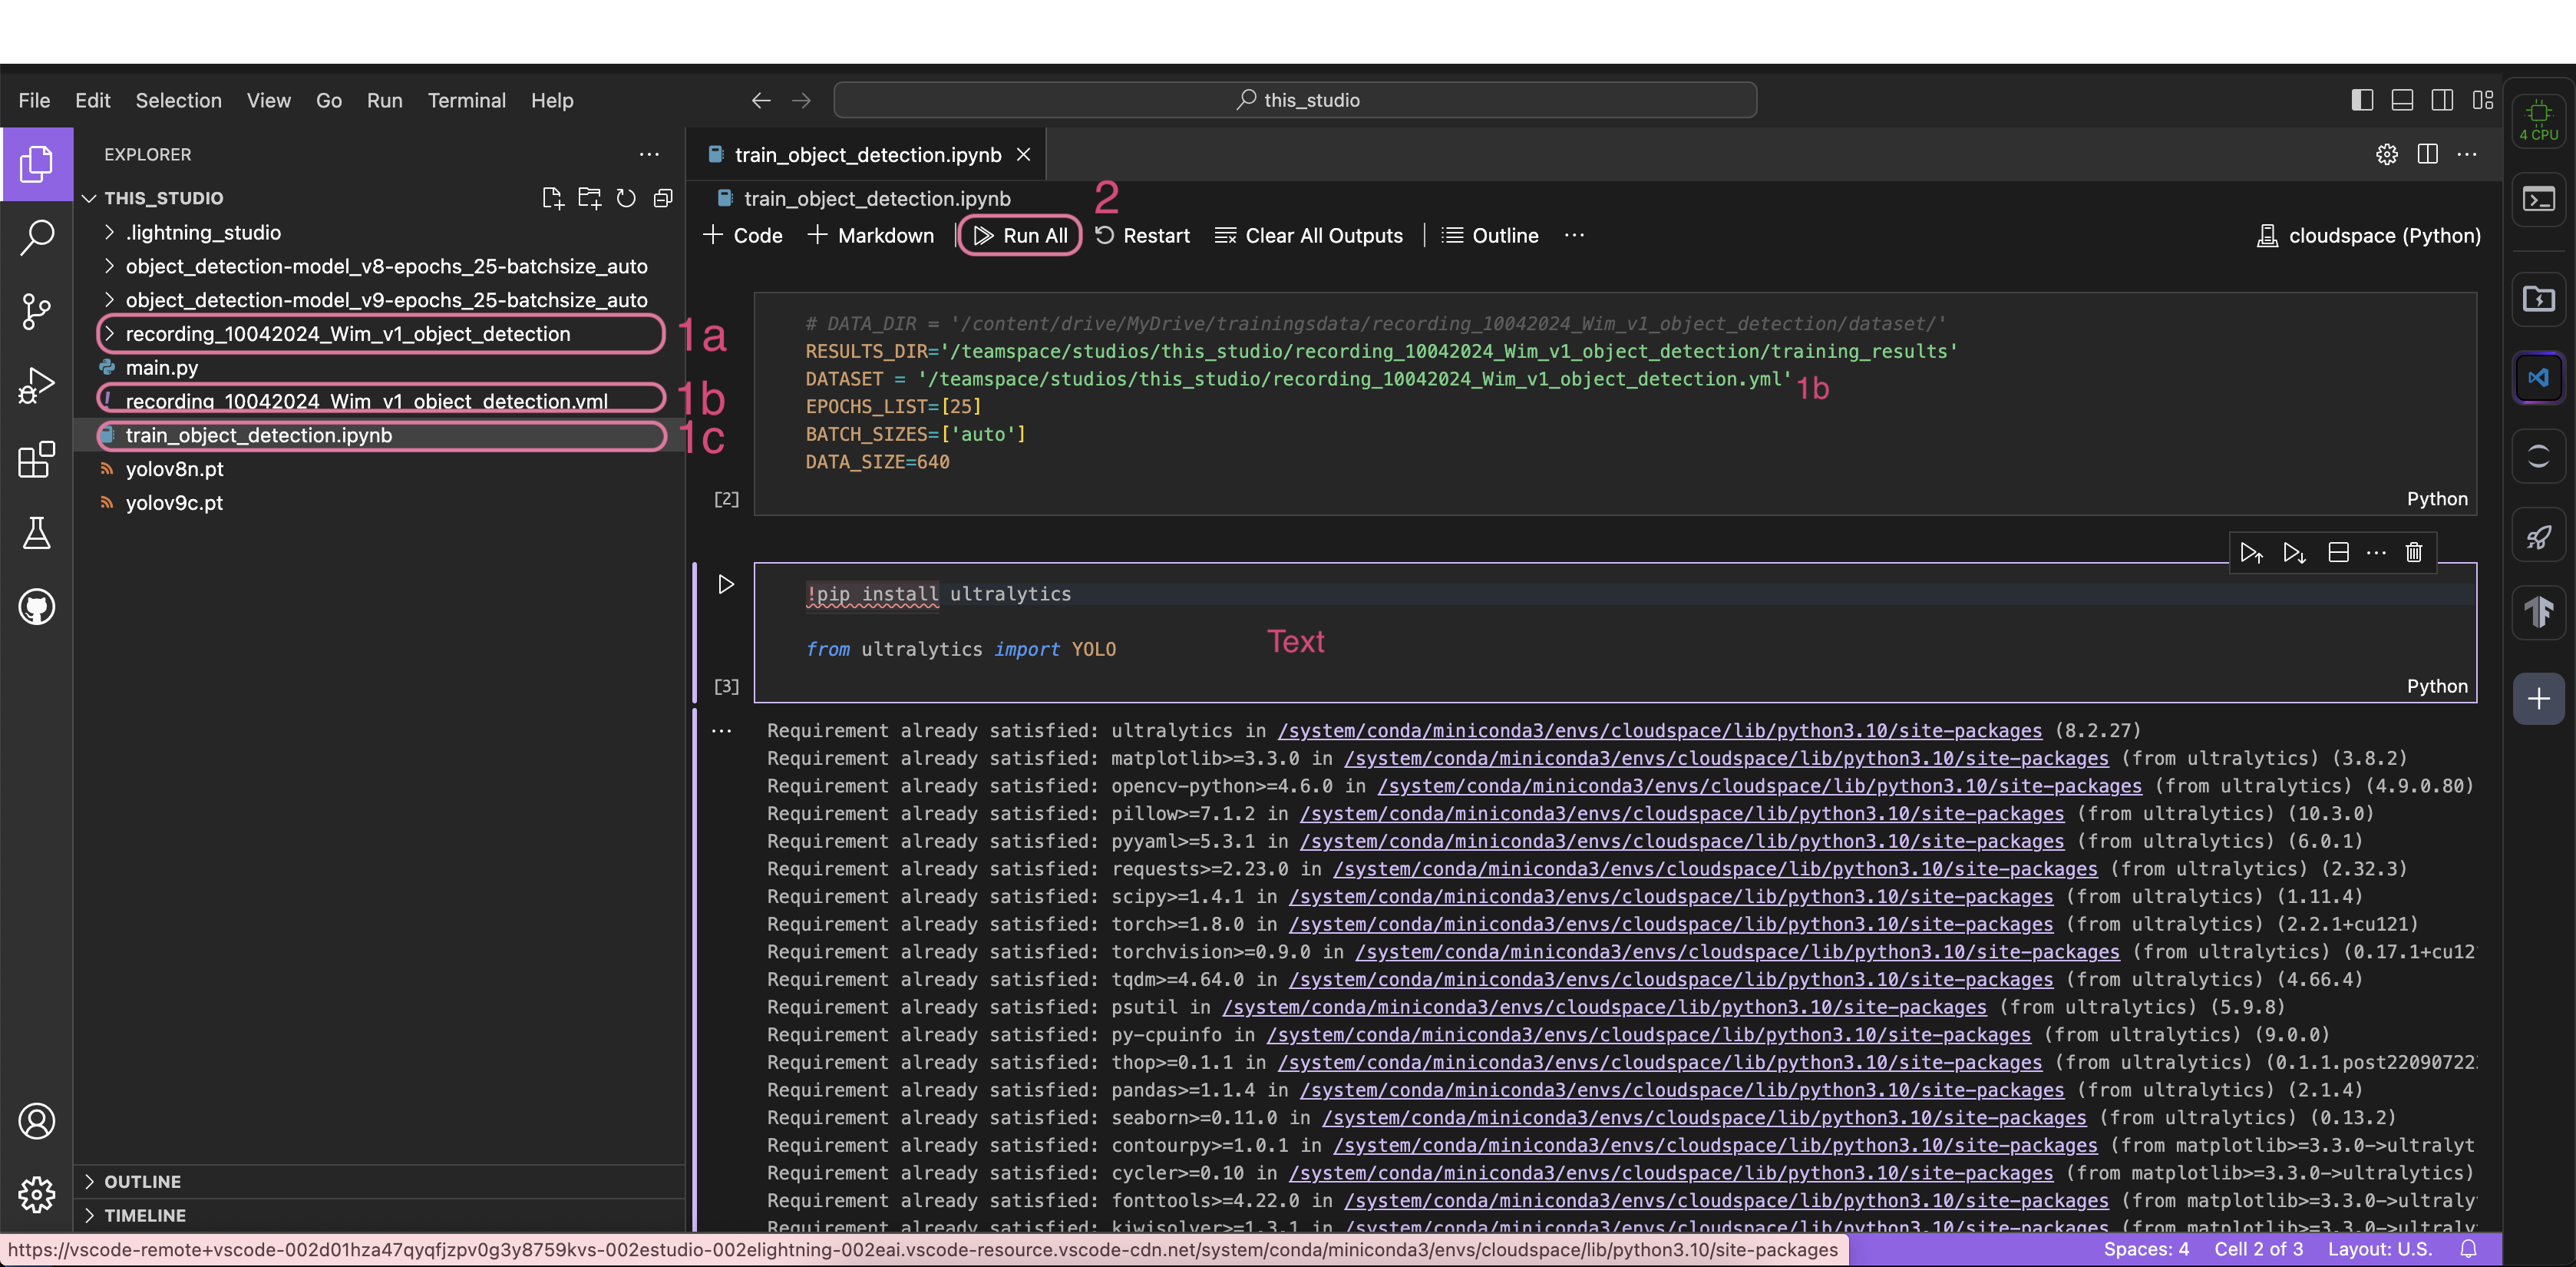 File Edit Selection View Go Run Terminal Help
this_studio
4 CPU
EXPLORER
THIS_STUDIO
.lightning_studio
object_detection-model_v8-epochs_25-batchsize_auto
object_detection-model_v9-epochs_25-batchsize_auto
recording_10042024_Wim_v1_object_detection
1a
main.py
recording_10042024_Wim_v1_object_detection.yml
1b
train_object_detection.ipynb
1c
yolov8n.pt
yolov9c.pt
OUTLINE
TIMELINE
train_object_detection.ipynb
train_object_detection.ipynb
2
Code Markdown Run All Restart Clear All Outputs Outline
cloudspace (Python)
# DATA_DIR = '/content/drive/MyDrive/trainingsdata/recording_10042024_Wim_v1_object_detection/dataset/'
RESULTS_DIR='/teamspace/studios/this_studio/recording_10042024_Wim_v1_object_detection/training_results'
DATASET = '/teamspace/studios/this_studio/recording_10042024_Wim_v1_object_detection.yml'
1b
EPOCHS_LIST=[25]
BATCH_SIZES=['auto']
DATA_SIZE=640
[2]
Python
!pip install ultralytics
from ultralytics import YOLO
Text
[3]
Python
Requirement already satisfied: ultralytics in /system/conda/miniconda3/envs/cloudspace/lib/python3.10/site-packages (8.2.27)
Requirement already satisfied: matplotlib>=3.3.0 in /system/conda/miniconda3/envs/cloudspace/lib/python3.10/site-packages (from ultralytics) (3.8.2)
Requirement already satisfied: opencv-python>=4.6.0 in /system/conda/miniconda3/envs/cloudspace/lib/python3.10/site-packages (from ultralytics) (4.9.0.80)
Requirement already satisfied: pillow>=7.1.2 in /system/conda/miniconda3/envs/cloudspace/lib/python3.10/site-packages (from ultralytics) (10.3.0)
Requirement already satisfied: pyyaml>=5.3.1 in /system/conda/miniconda3/envs/cloudspace/lib/python3.10/site-packages (from ultralytics) (6.0.1)
Requirement already satisfied: requests>=2.23.0 in /system/conda/miniconda3/envs/cloudspace/lib/python3.10/site-packages (from ultralytics) (2.32.3)
Requirement already satisfied: scipy>=1.4.1 in /system/conda/miniconda3/envs/cloudspace/lib/python3.10/site-packages (from ultralytics) (1.11.4)
Requirement already satisfied: torch>=1.8.0 in /system/conda/miniconda3/envs/cloudspace/lib/python3.10/site-packages (from ultralytics) (2.2.1+cu121)
Requirement already satisfied: torchvision>=0.9.0 in /system/conda/miniconda3/envs/cloudspace/lib/python3.10/site-packages (from ultralytics) (0.17.1+cu12
Requirement already satisfied: tqdm>=4.64.0 in /system/conda/miniconda3/envs/cloudspace/lib/python3.10/site-packages (from ultralytics) (4.66.4)
Requirement already satisfied: psutil in /system/conda/miniconda3/envs/cloudspace/lib/python3.10/site-packages (from ultralytics) (5.9.8)
Requirement already satisfied: py-cpuinfo in /system/conda/miniconda3/envs/cloudspace/lib/python3.10/site-packages (from ultralytics) (9.0.0)
Requirement already satisfied: thop>=0.1.1 in /system/conda/miniconda3/envs/cloudspace/lib/python3.10/site-packages (from ultralytics) (0.1.1.post220907222
Requirement already satisfied: pandas>=1.1.4 in /system/conda/miniconda3/envs/cloudspace/lib/python3.10/site-packages (from ultralytics) (2.1.4)
Requirement already satisfied: seaborn>=0.11.0 in /system/conda/miniconda3/envs/cloudspace/lib/python3.10/site-packages (from ultralytics) (0.13.2)
Requirement already satisfied: contourpy>=1.0.1 in /system/conda/miniconda3/envs/cloudspace/lib/python3.10/site-packages (from matplotlib>=3.3.0->ultralyt
Requirement already satisfied: cycler>=0.10 in /system/conda/miniconda3/envs/cloudspace/lib/python3.10/site-packages (from matplotlib>=3.3.0->ultralytics)
Requirement already satisfied: fonttools>=4.22.0 in /system/conda/miniconda3/envs/cloudspace/lib/python3.10/site-packages (from matplotlib>=3.3.0->ultraly
Requirement already satisfied: kiwisolver>=1.3.1 in /system/conda/miniconda3/envs/cloudspace/lib/python3.10/site-packages (from matplotlib>=3.3.0->ultraly
https://vscode-remote+vscode-002d01hza47qyqfjzpv0g3y8759kvs-002estudio-002elightning-002eai.vscode-resource.vscode-cdn.net/system/conda/miniconda3/envs/cloudspace/lib/python3.10/site-packages
Spaces: 4 Cell 2 of 3 Layout: U.S.